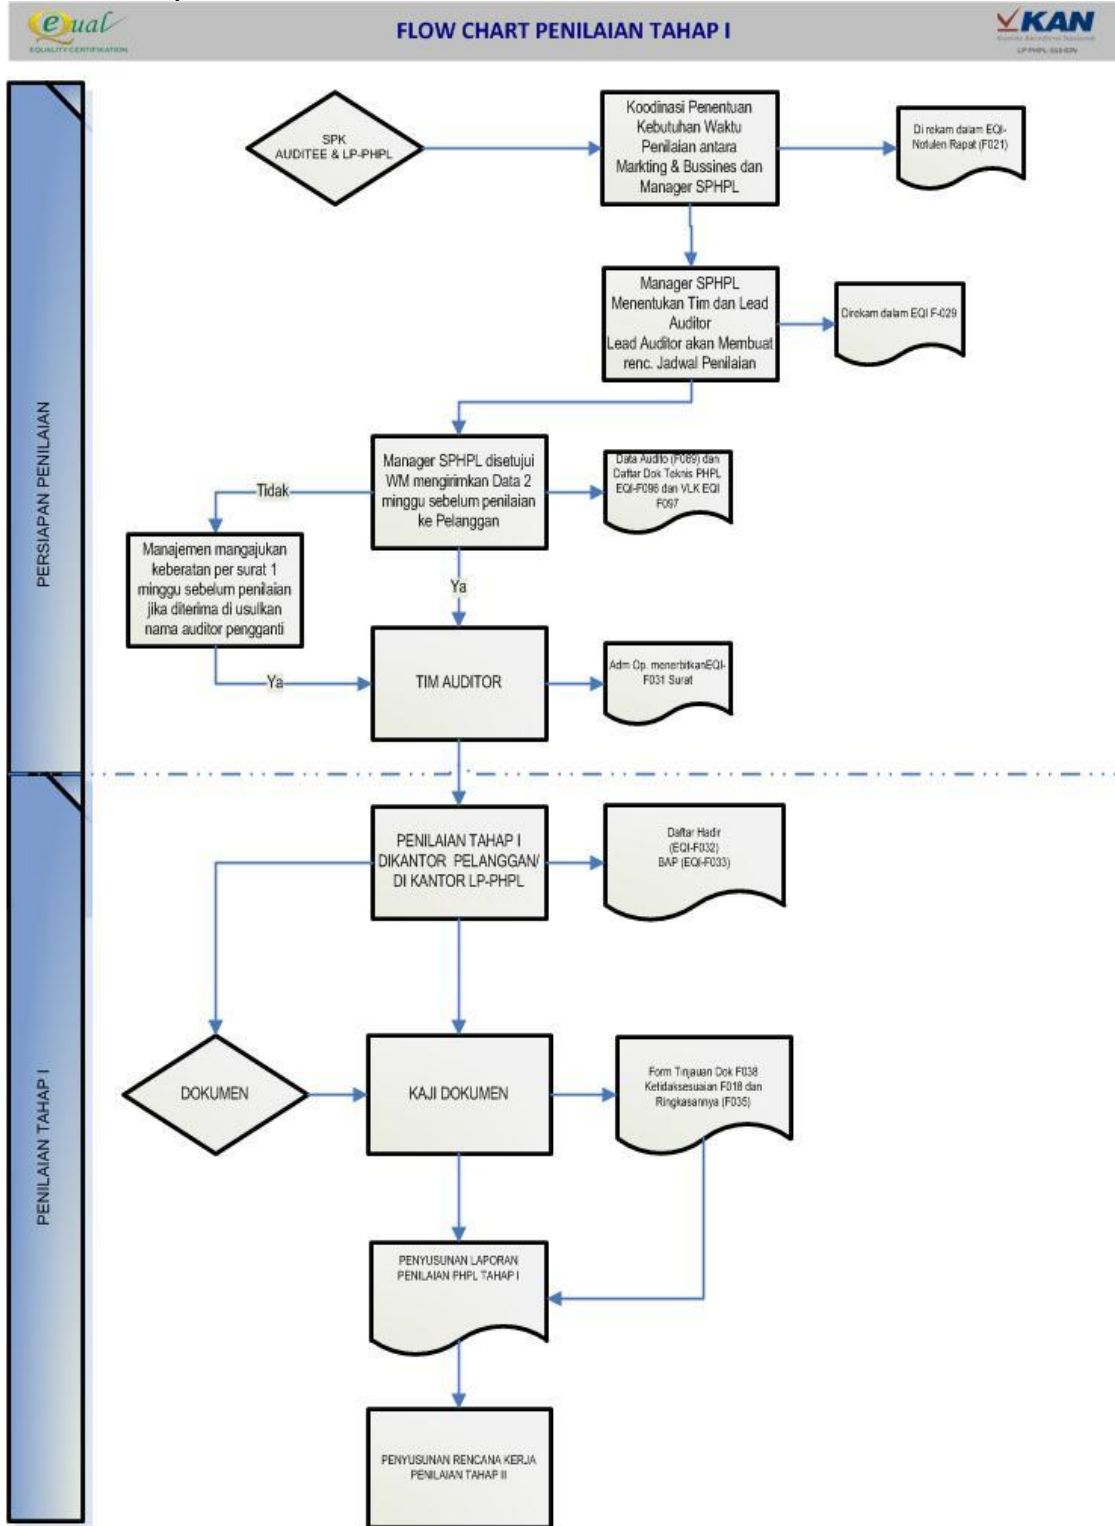 equal
EQUALITY CERTIFICATION
FLOW CHART PENILAIAN TAHAP I
KAN
Komite Akreditasi Nasional
PERSIAPAN PENILAIAN
SPK
AUDITEE & LP-PHPL
Koodinasi Penentuan
Kebutuhan Waktu
Penilaian antara
Markting & Bussines dan
Manager SPHPL
Di rekam dalam EQI-
Notulen Rapat (F021)
Manager SPHPL
Menentukan Tim dan Lead
Auditor
Lead Auditor akan Membuat
renc. Jadwal Penilaian
Direkam dalam EQI F-029
Manager SPHPL disetujui
WM mengirimkan Data 2
minggu sebelum penilaian
ke Pelanggan
Data Audito (F089) dan
Daftar Dok Teknis PHPL
EQI-F096 dan VLK EQI
F097
Tidak
Manajemen mangajukan
keberatan per surat 1
minggu sebelum penilaian
jika diterima di usulkan
nama auditor pengganti
Ya
Ya
TIM AUDITOR
Adm Op. menerbitkanEQI-
F031 Surat
PENILAIAN TAHAP I
PENILAIAN TAHAP I
DIKANTOR PELANGGAN/
DI KANTOR LP-PHPL
Daftar Hadir
(EQI-F032)
BAP (EQI-F033)
DOKUMEN
KAJI DOKUMEN
Form Tinjauan Dok F038
Ketidaksesuaian F018 dan
Ringkasannya (F035)
PENYUSUNAN LAPORAN
PENILAIAN PHPL TAHAP I
PENYUSUNAN RENCANA KERJA
PENILAIAN TAHAP II